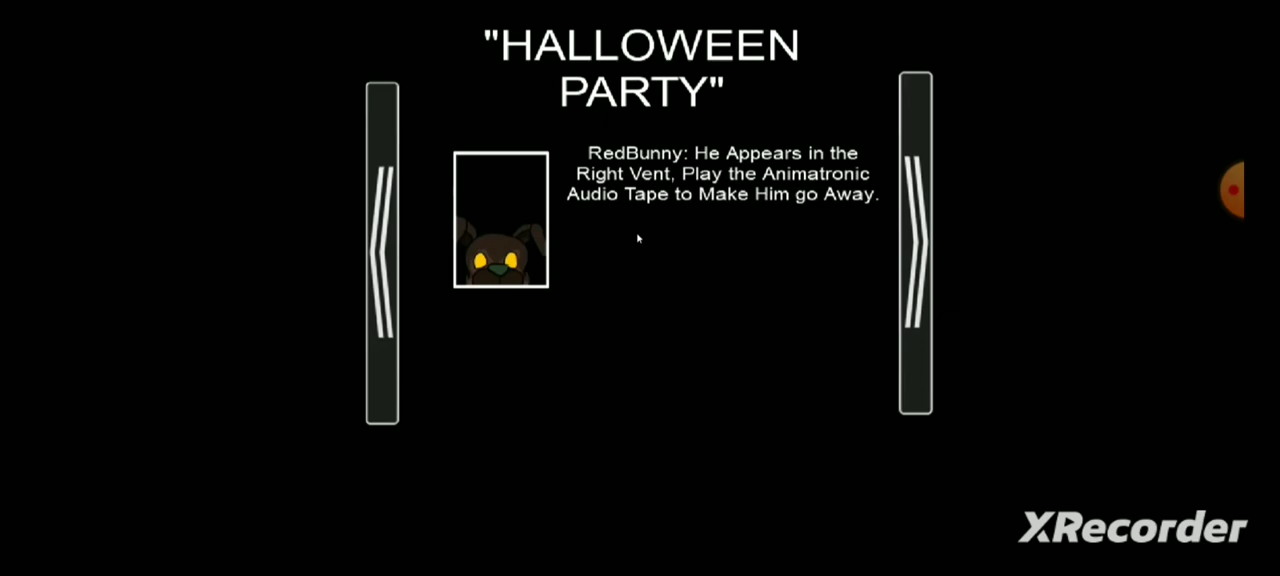 "HALLOWEEN
PARTY"
RedBunny: He Appears in the
Right Vent, Play the Animatronic
Audio Tape to Make Him go Away.
XRecorder